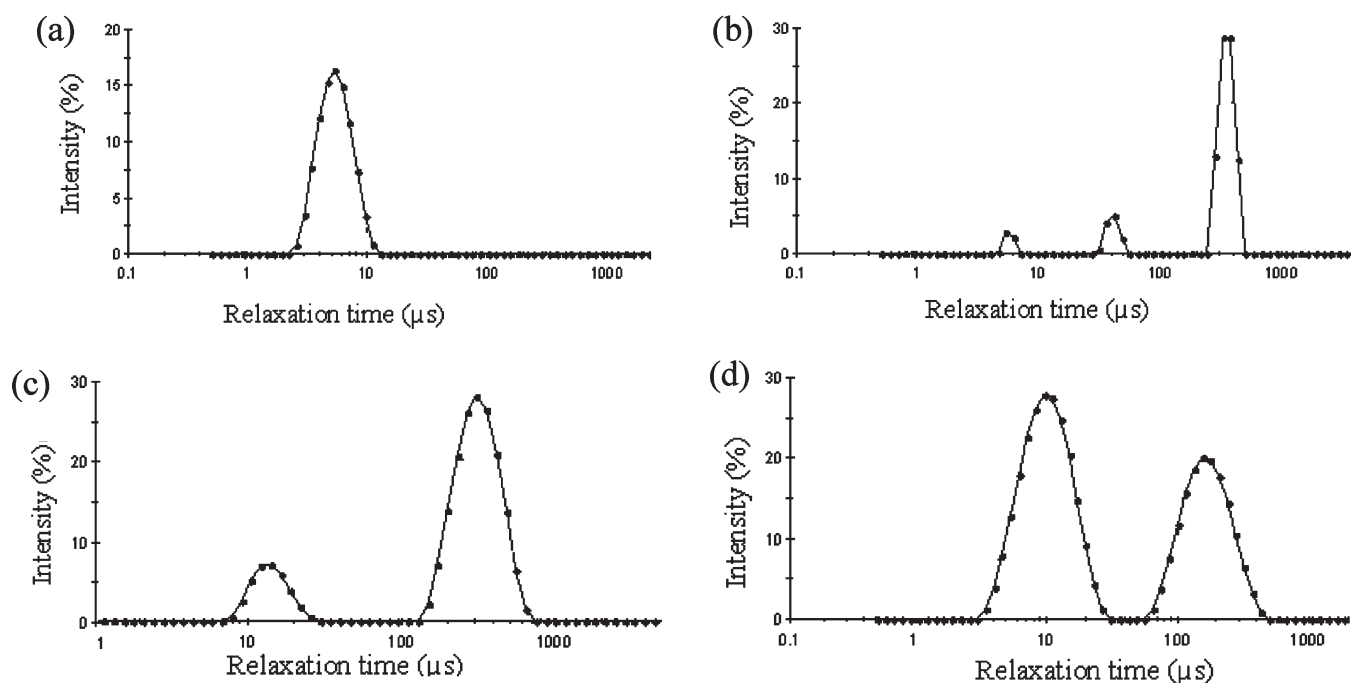 (a)
20
15
10
5
0
0.1 1 10 100 1000
Intensity (%)
Relaxation time (µs)
(b)
30
20
10
0
0.1 1 10 100 1000
Intensity (%)
Relaxation time (µs)
(c)
30
20
10
0
1 10 100 1000
Intensity (%)
Relaxation time (µs)
(d)
30
20
10
0
0.1 1 10 100 1000
Intensity (%)
Relaxation time (µs)